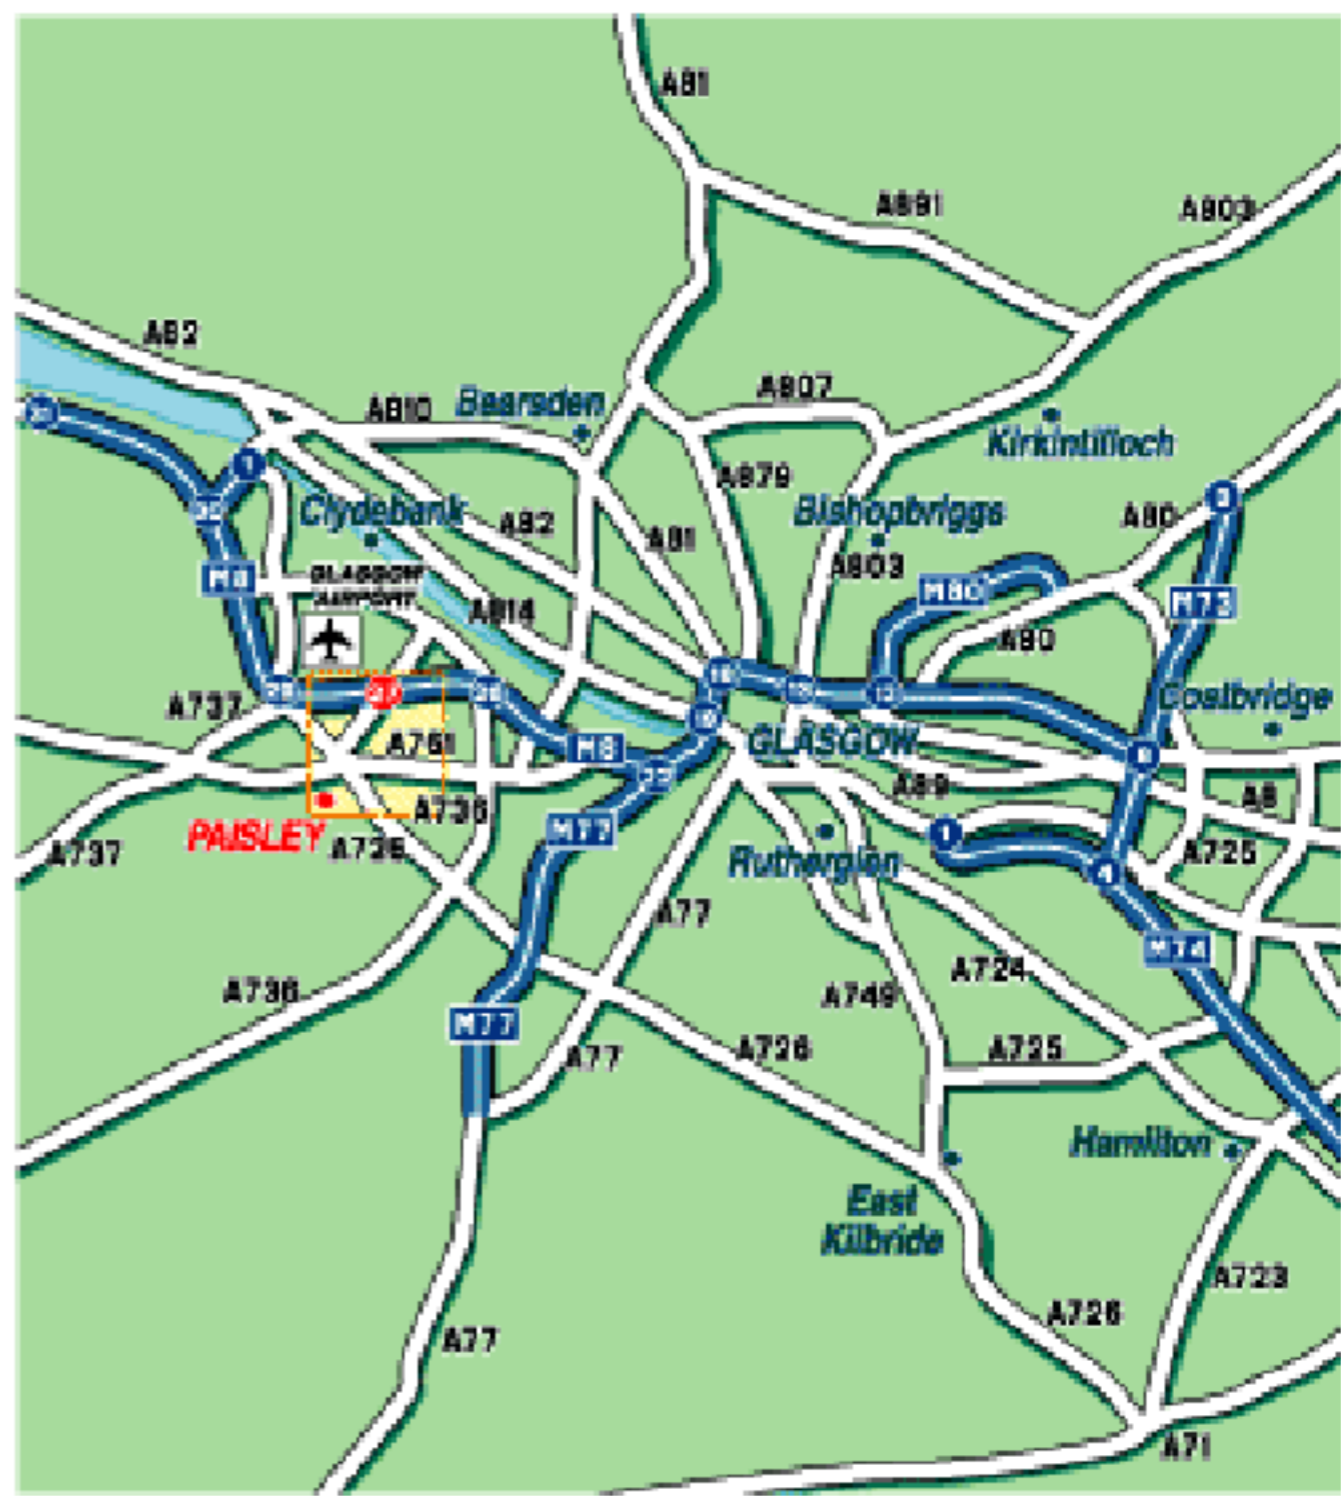 A81
A891
A803
A82
A807
A810
Bearsden
Kirkintilloch
A879
Clydebank
A82
A81
Bishopbriggs
A80
A803
GLASGOW
AIRPORT
M8
M80
M73
A814
A80
A737
Coatbridge
A761
M8
GLASGOW
A89
A8
A736
PAISLEY
A726
M77
1
Rutherglen
A725
A737
4
A77
M74
A724
A736
A749
M77
A77
A726
A725
Hamilton
East
Kilbride
A723
A726
A77
A71